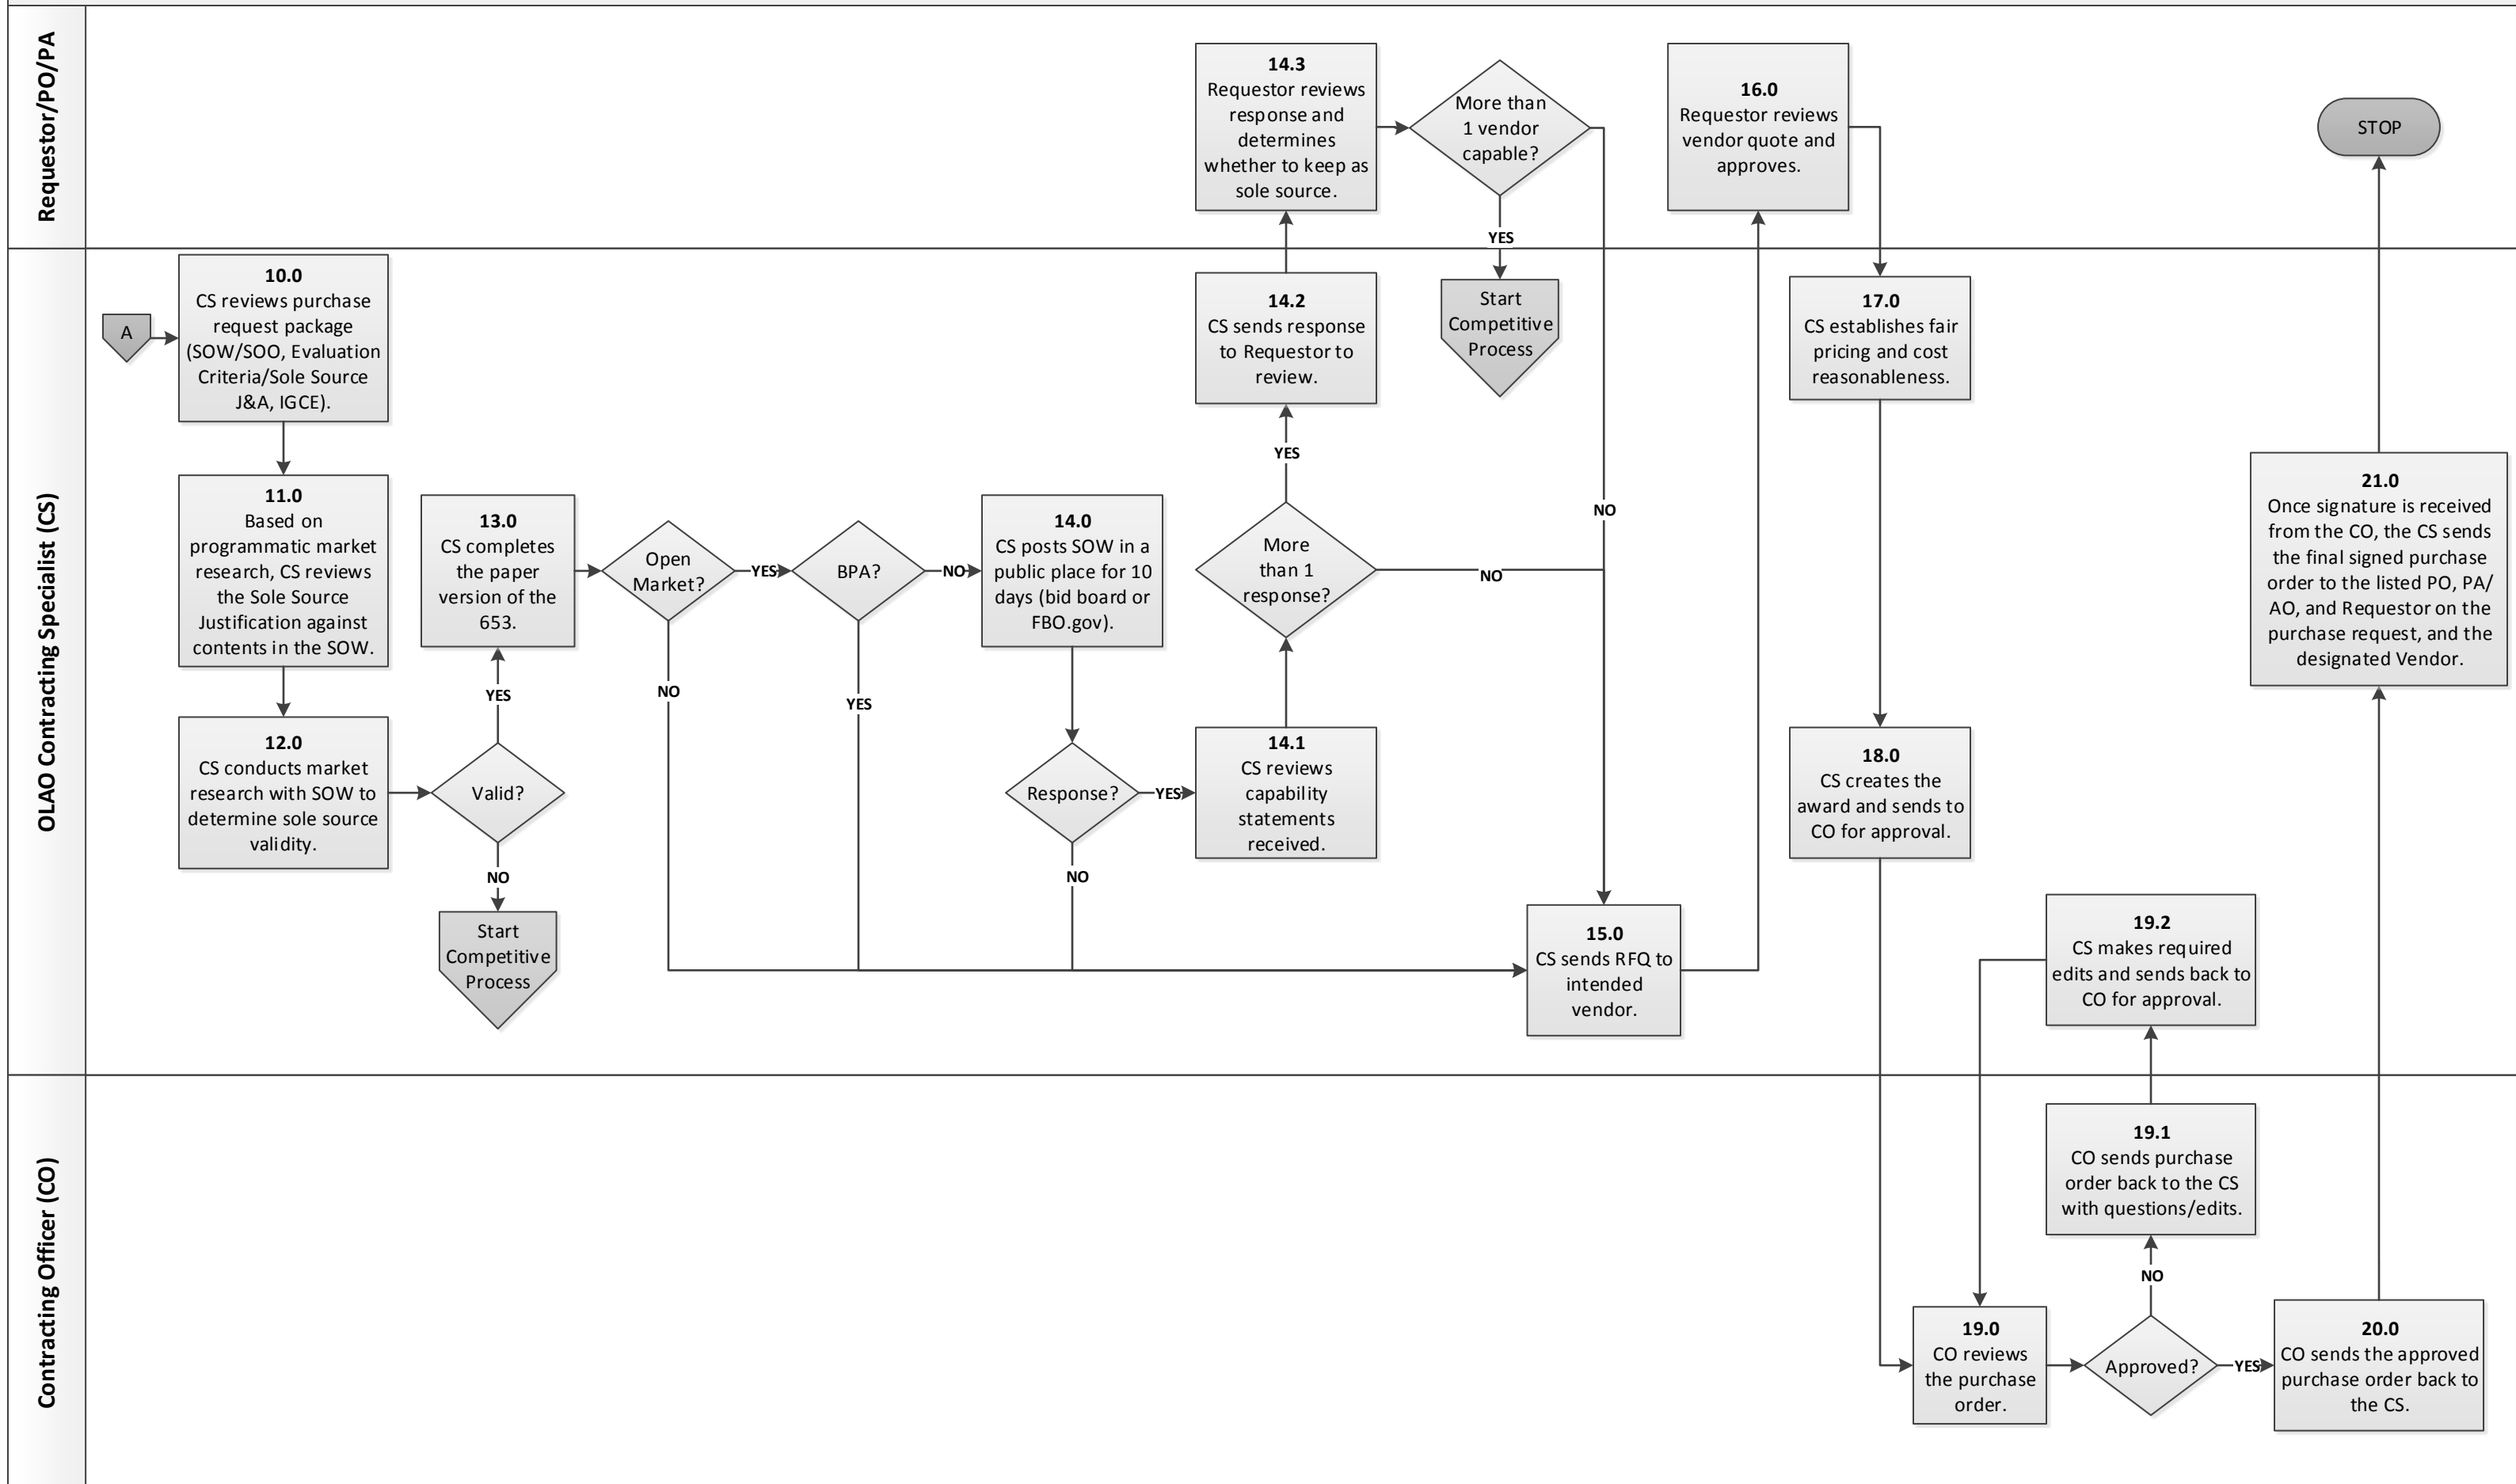 Requestor/PO/PA
14.3
Requestor reviews
response and
determines
whether to keep as
sole source.
More than
1 vendor
capable?
YES
NO
16.0
Requestor reviews
vendor quote and
approves.
STOP
OLAO Contracting Specialist (CS)
A
10.0
CS reviews purchase
request package
(SOW/SOO, Evaluation
Criteria/Sole Source
J&A, IGCE).
11.0
Based on
programmatic market
research, CS reviews
the Sole Source
Justification against
contents in the SOW.
12.0
CS conducts market
research with SOW to
determine sole source
validity.
Valid?
YES
NO
Start
Competitive
Process
13.0
CS completes
the paper
version of the
653.
Open
Market?
YES
NO
BPA?
NO
YES
14.0
CS posts SOW in a
public place for 10
days (bid board or
FBO.gov).
Response?
YES
NO
14.1
CS reviews
capability
statements
received.
More
than 1
response?
YES
NO
14.2
CS sends response
to Requestor to
review.
Start
Competitive
Process
15.0
CS sends RFQ to
intended
vendor.
17.0
CS establishes fair
pricing and cost
reasonableness.
18.0
CS creates the
award and sends to
CO for approval.
19.2
CS makes required
edits and sends back to
CO for approval.
21.0
Once signature is received
from the CO, the CS sends
the final signed purchase
order to the listed PO, PA/
AO, and Requestor on the
purchase request, and the
designated Vendor.
Contracting Officer (CO)
19.0
CO reviews
the purchase
order.
Approved?
NO
YES
19.1
CO sends purchase
order back to the CS
with questions/edits.
20.0
CO sends the approved
purchase order back to
the CS.